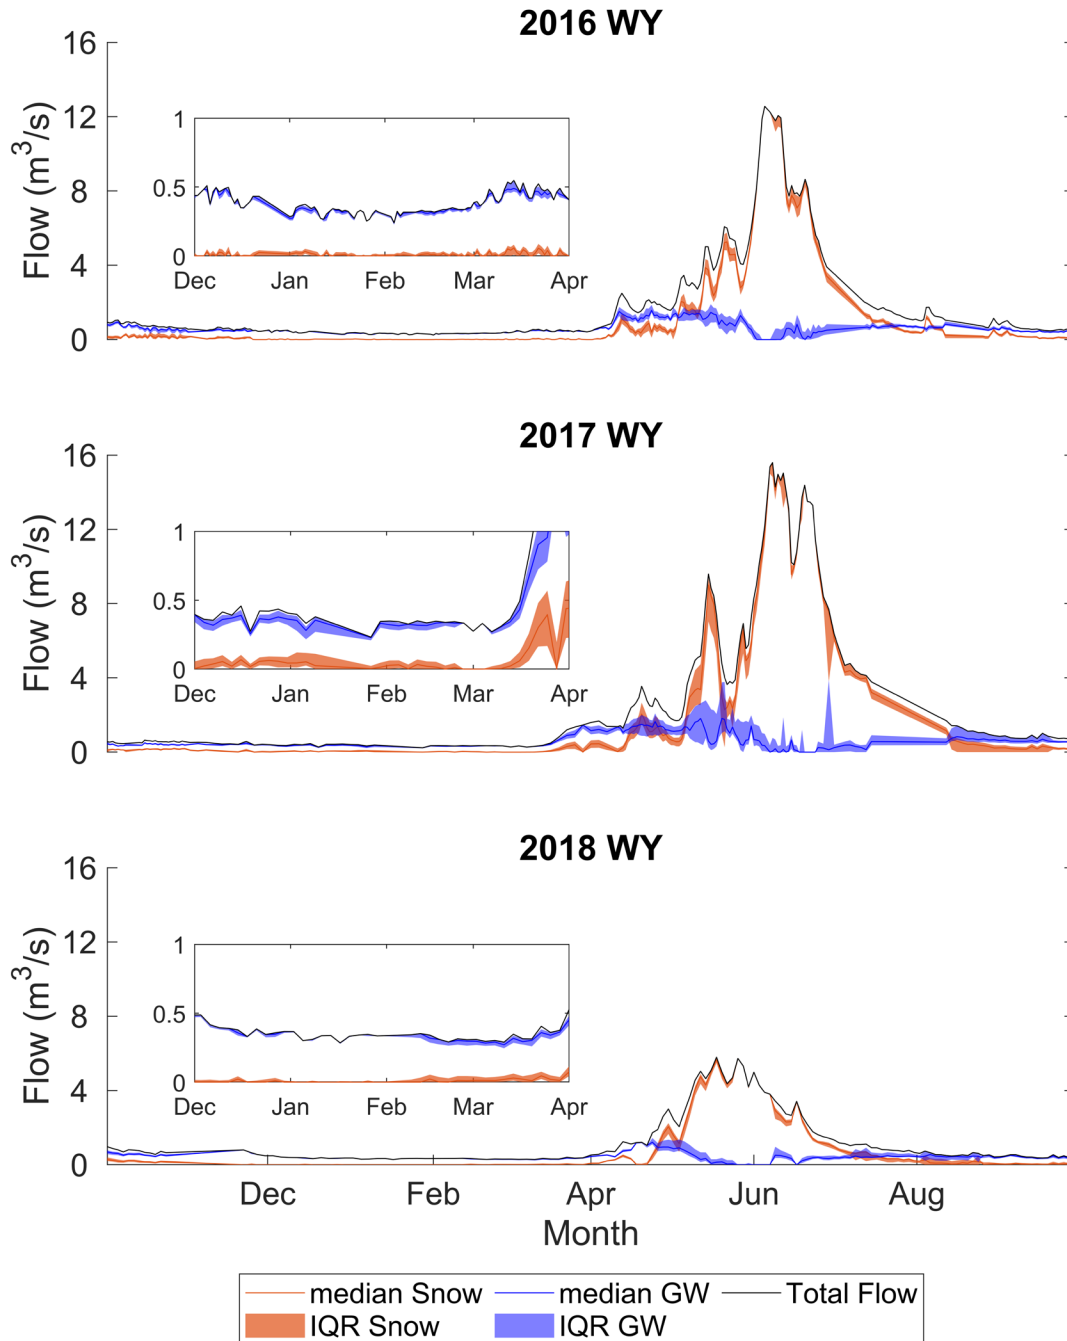 2016 WY
16
12
8
4
0
Flow (m³/s)
1
0.5
0
Dec Jan Feb Mar Apr
2017 WY
16
12
8
4
0
Flow (m³/s)
1
0.5
0
Dec Jan Feb Mar Apr
2018 WY
16
12
8
4
0
Flow (m³/s)
1
0.5
0
Dec Jan Feb Mar Apr
Dec Feb Apr Jun Aug
Month
median Snow median GW Total Flow
IQR Snow IQR GW